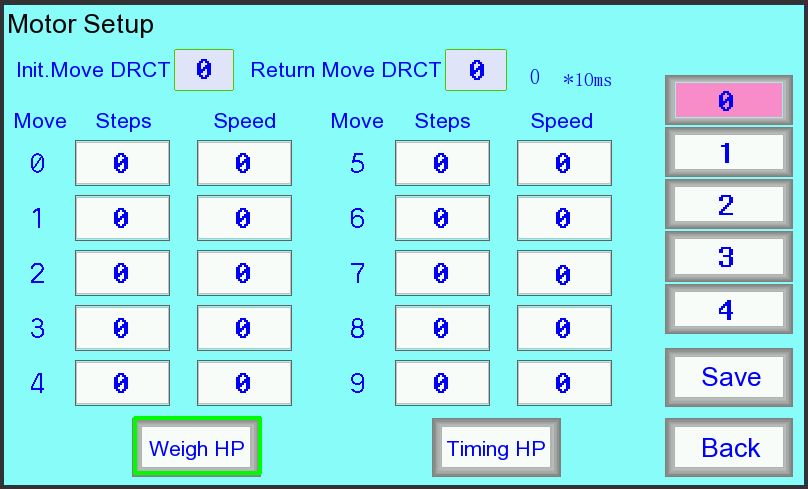 Motor Setup
Init.Move DRCT 0 Return Move DRCT 0 0 *10ms
Move Steps Speed Move Steps Speed
0 0 0 5 0 0
1 0 0 6 0 0
2 0 0 7 0 0
3 0 0 8 0 0
4 0 0 9 0 0
0
1
2
3
4
Save
Weigh HP Timing HP Back